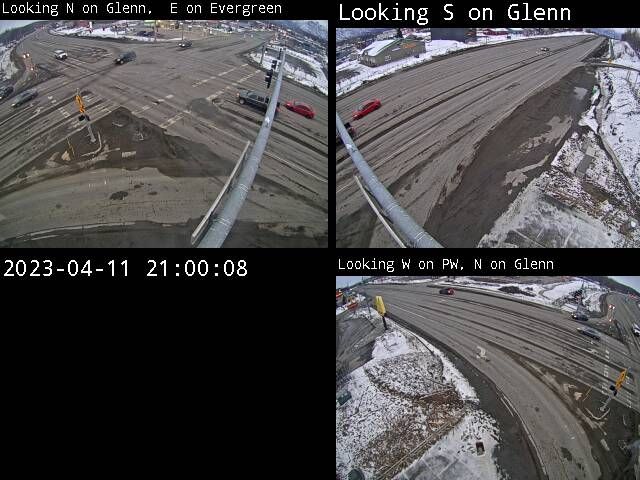 Looking N on Glenn,  E on Evergreen
Looking S on Glenn
2023-04-11 21:00:08
Looking W on PW, N on Glenn